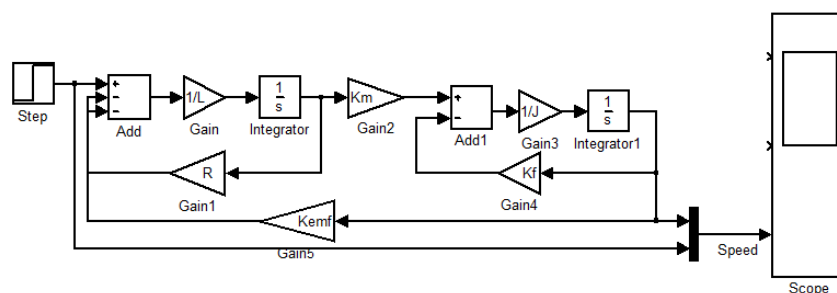 Step
+
−
−
Add
1/L
Gain
1
s
Integrator
Km
Gain2
+
−
Add1
1/J
Gain3
1
s
Integrator1
R
Gain1
Kf
Gain4
Kemf
Gain5
Speed
Scope